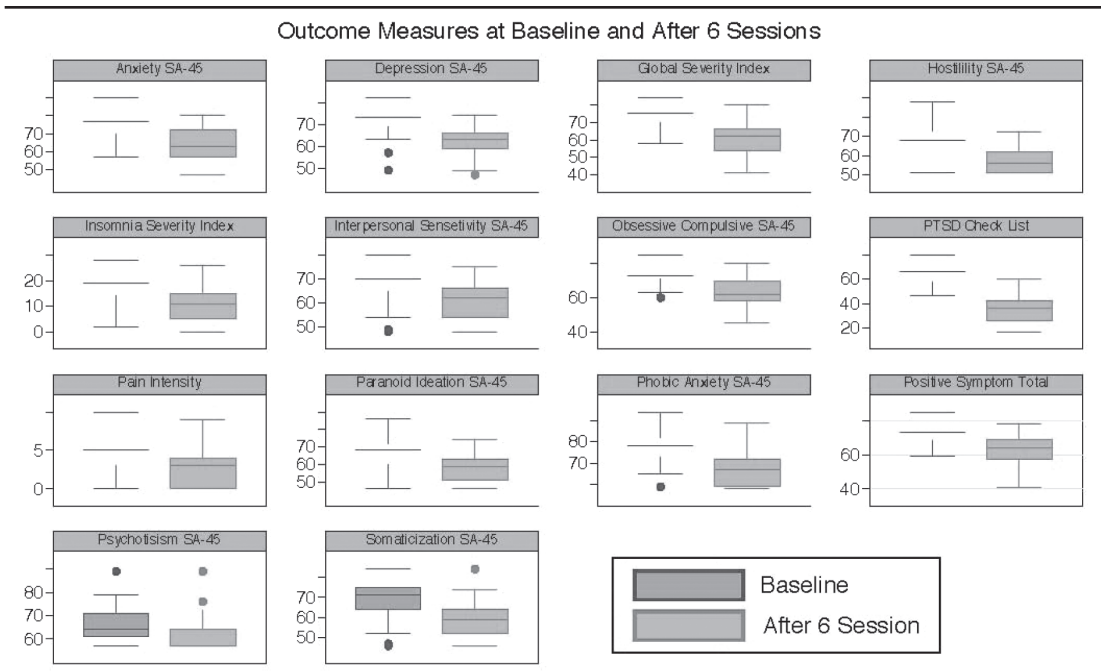 Outcome Measures at Baseline and After 6 Sessions
Anxiety SA-45
Depression SA-45
Global Severity Index
Hostilility SA-45
70
60
50
70
60
50
70
60
50
40
70
60
50
Insomnia Severity Index
Interpersonal Sensetivity SA-45
Obsessive Compulsive SA-45
PTSD Check List
20
10
0
70
60
50
60
40
60
40
20
Pain Intensity
Paranoid Ideation SA-45
Phobic Anxiety SA-45
Positive Symptom Total
5
0
70
60
50
80
70
60
40
Psychotisism SA-45
Somaticization SA-45
80
70
60
70
60
50
Baseline
After 6 Session